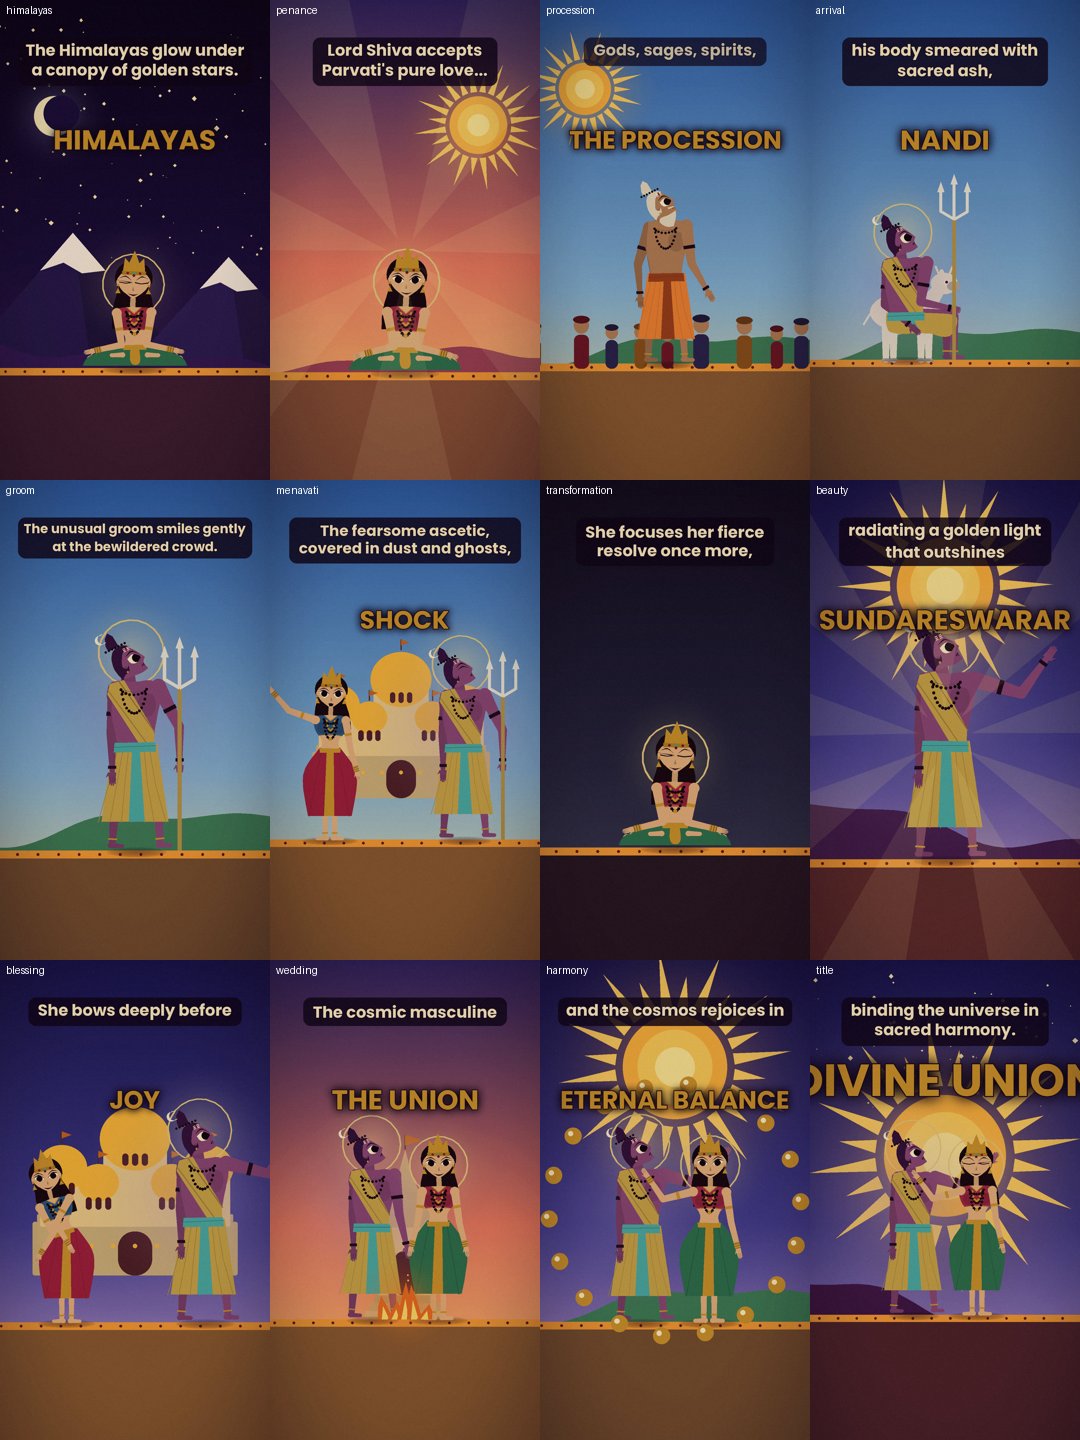 himalayas
The Himalayas glow under
a canopy of golden stars.
HIMALAYAS
penance
Lord Shiva accepts
Parvati's pure love...
procession
Gods, sages, spirits,
THE PROCESSION
arrival
his body smeared with
sacred ash,
NANDI
groom
The unusual groom smiles gently
at the bewildered crowd.
menavati
The fearsome ascetic,
covered in dust and ghosts,
SHOCK
transformation
She focuses her fierce
resolve once more,
beauty
radiating a golden light
that outshines
SUNDARESWARAR
blessing
She bows deeply before
JOY
wedding
The cosmic masculine
THE UNION
harmony
and the cosmos rejoices in
ETERNAL BALANCE
title
binding the universe in
sacred harmony.
DIVINE UNION